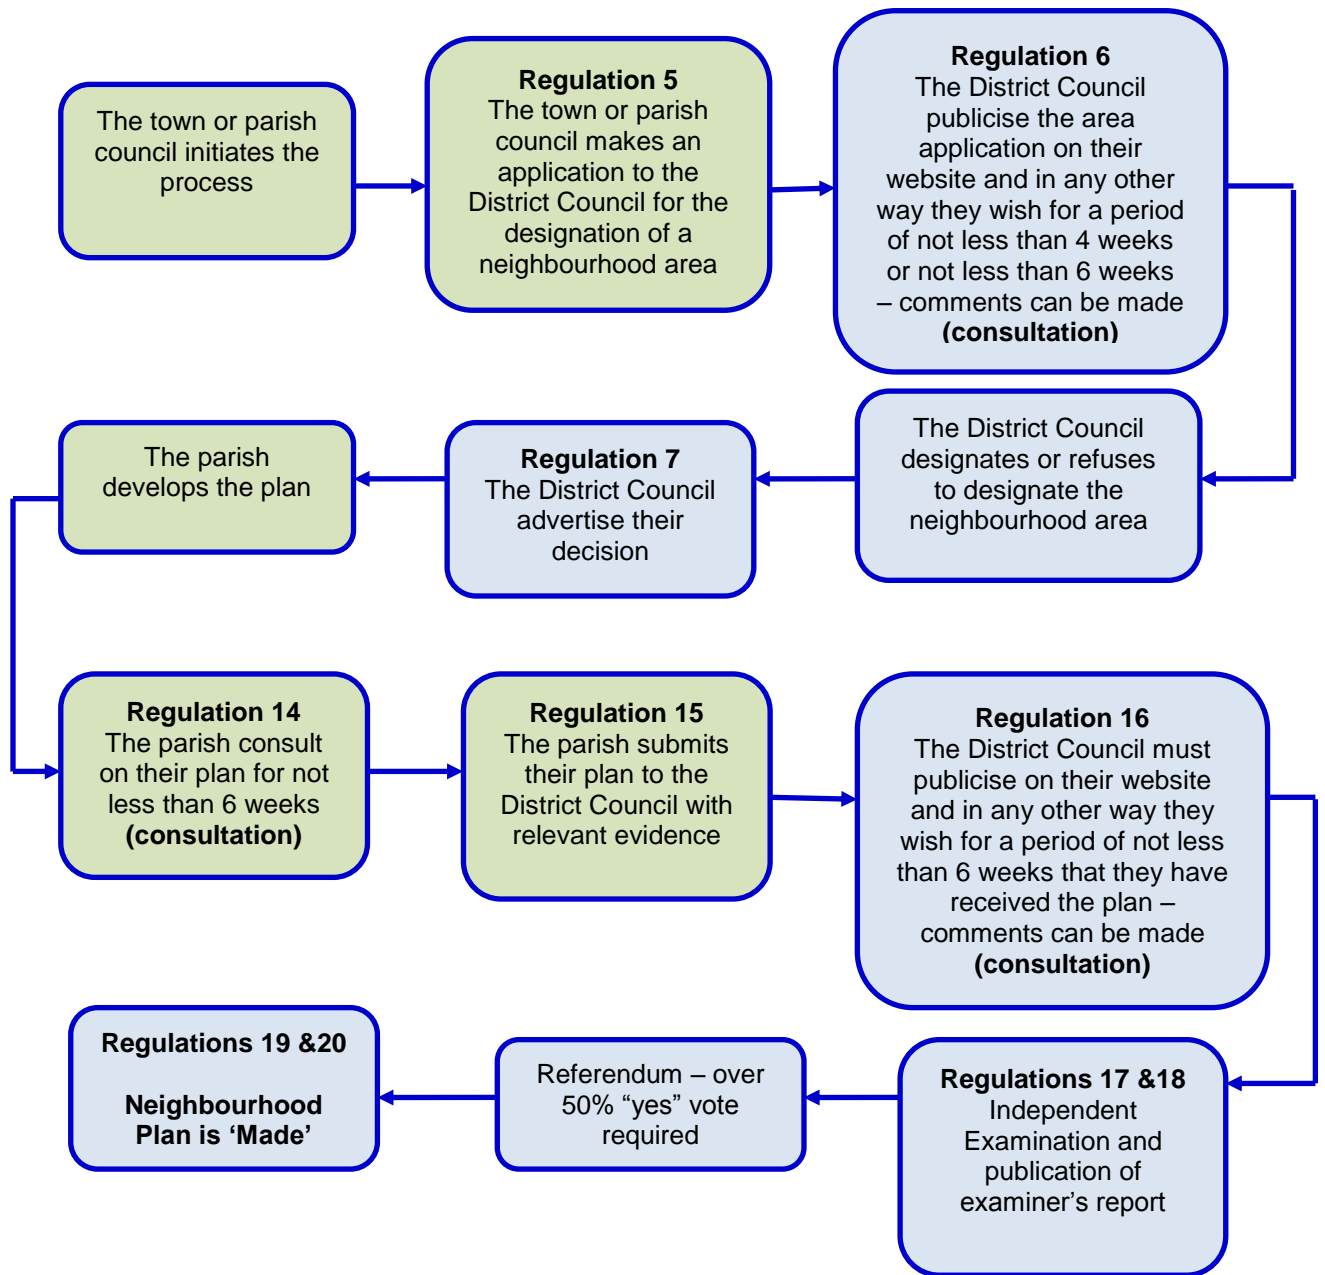 The town or parish
council initiates the
process
Regulation 5
The town or parish
council makes an
application to the
District Council for the
designation of a
neighbourhood area
Regulation 6
The District Council
publicise the area
application on their
website and in any other
way they wish for a period
of not less than 4 weeks
or not less than 6 weeks
– comments can be made
(consultation)
The District Council
designates or refuses
to designate the
neighbourhood area
Regulation 7
The District Council
advertise their
decision
The parish
develops the plan
Regulation 14
The parish consult
on their plan for not
less than 6 weeks
(consultation)
Regulation 15
The parish submits
their plan to the
District Council with
relevant evidence
Regulation 16
The District Council must
publicise on their website
and in any other way they
wish for a period of not less
than 6 weeks that they have
received the plan –
comments can be made
(consultation)
Regulations 17 &18
Independent
Examination and
publication of
examiner’s report
Referendum – over
50% “yes” vote
required
Regulations 19 &20
Neighbourhood
Plan is ‘Made’